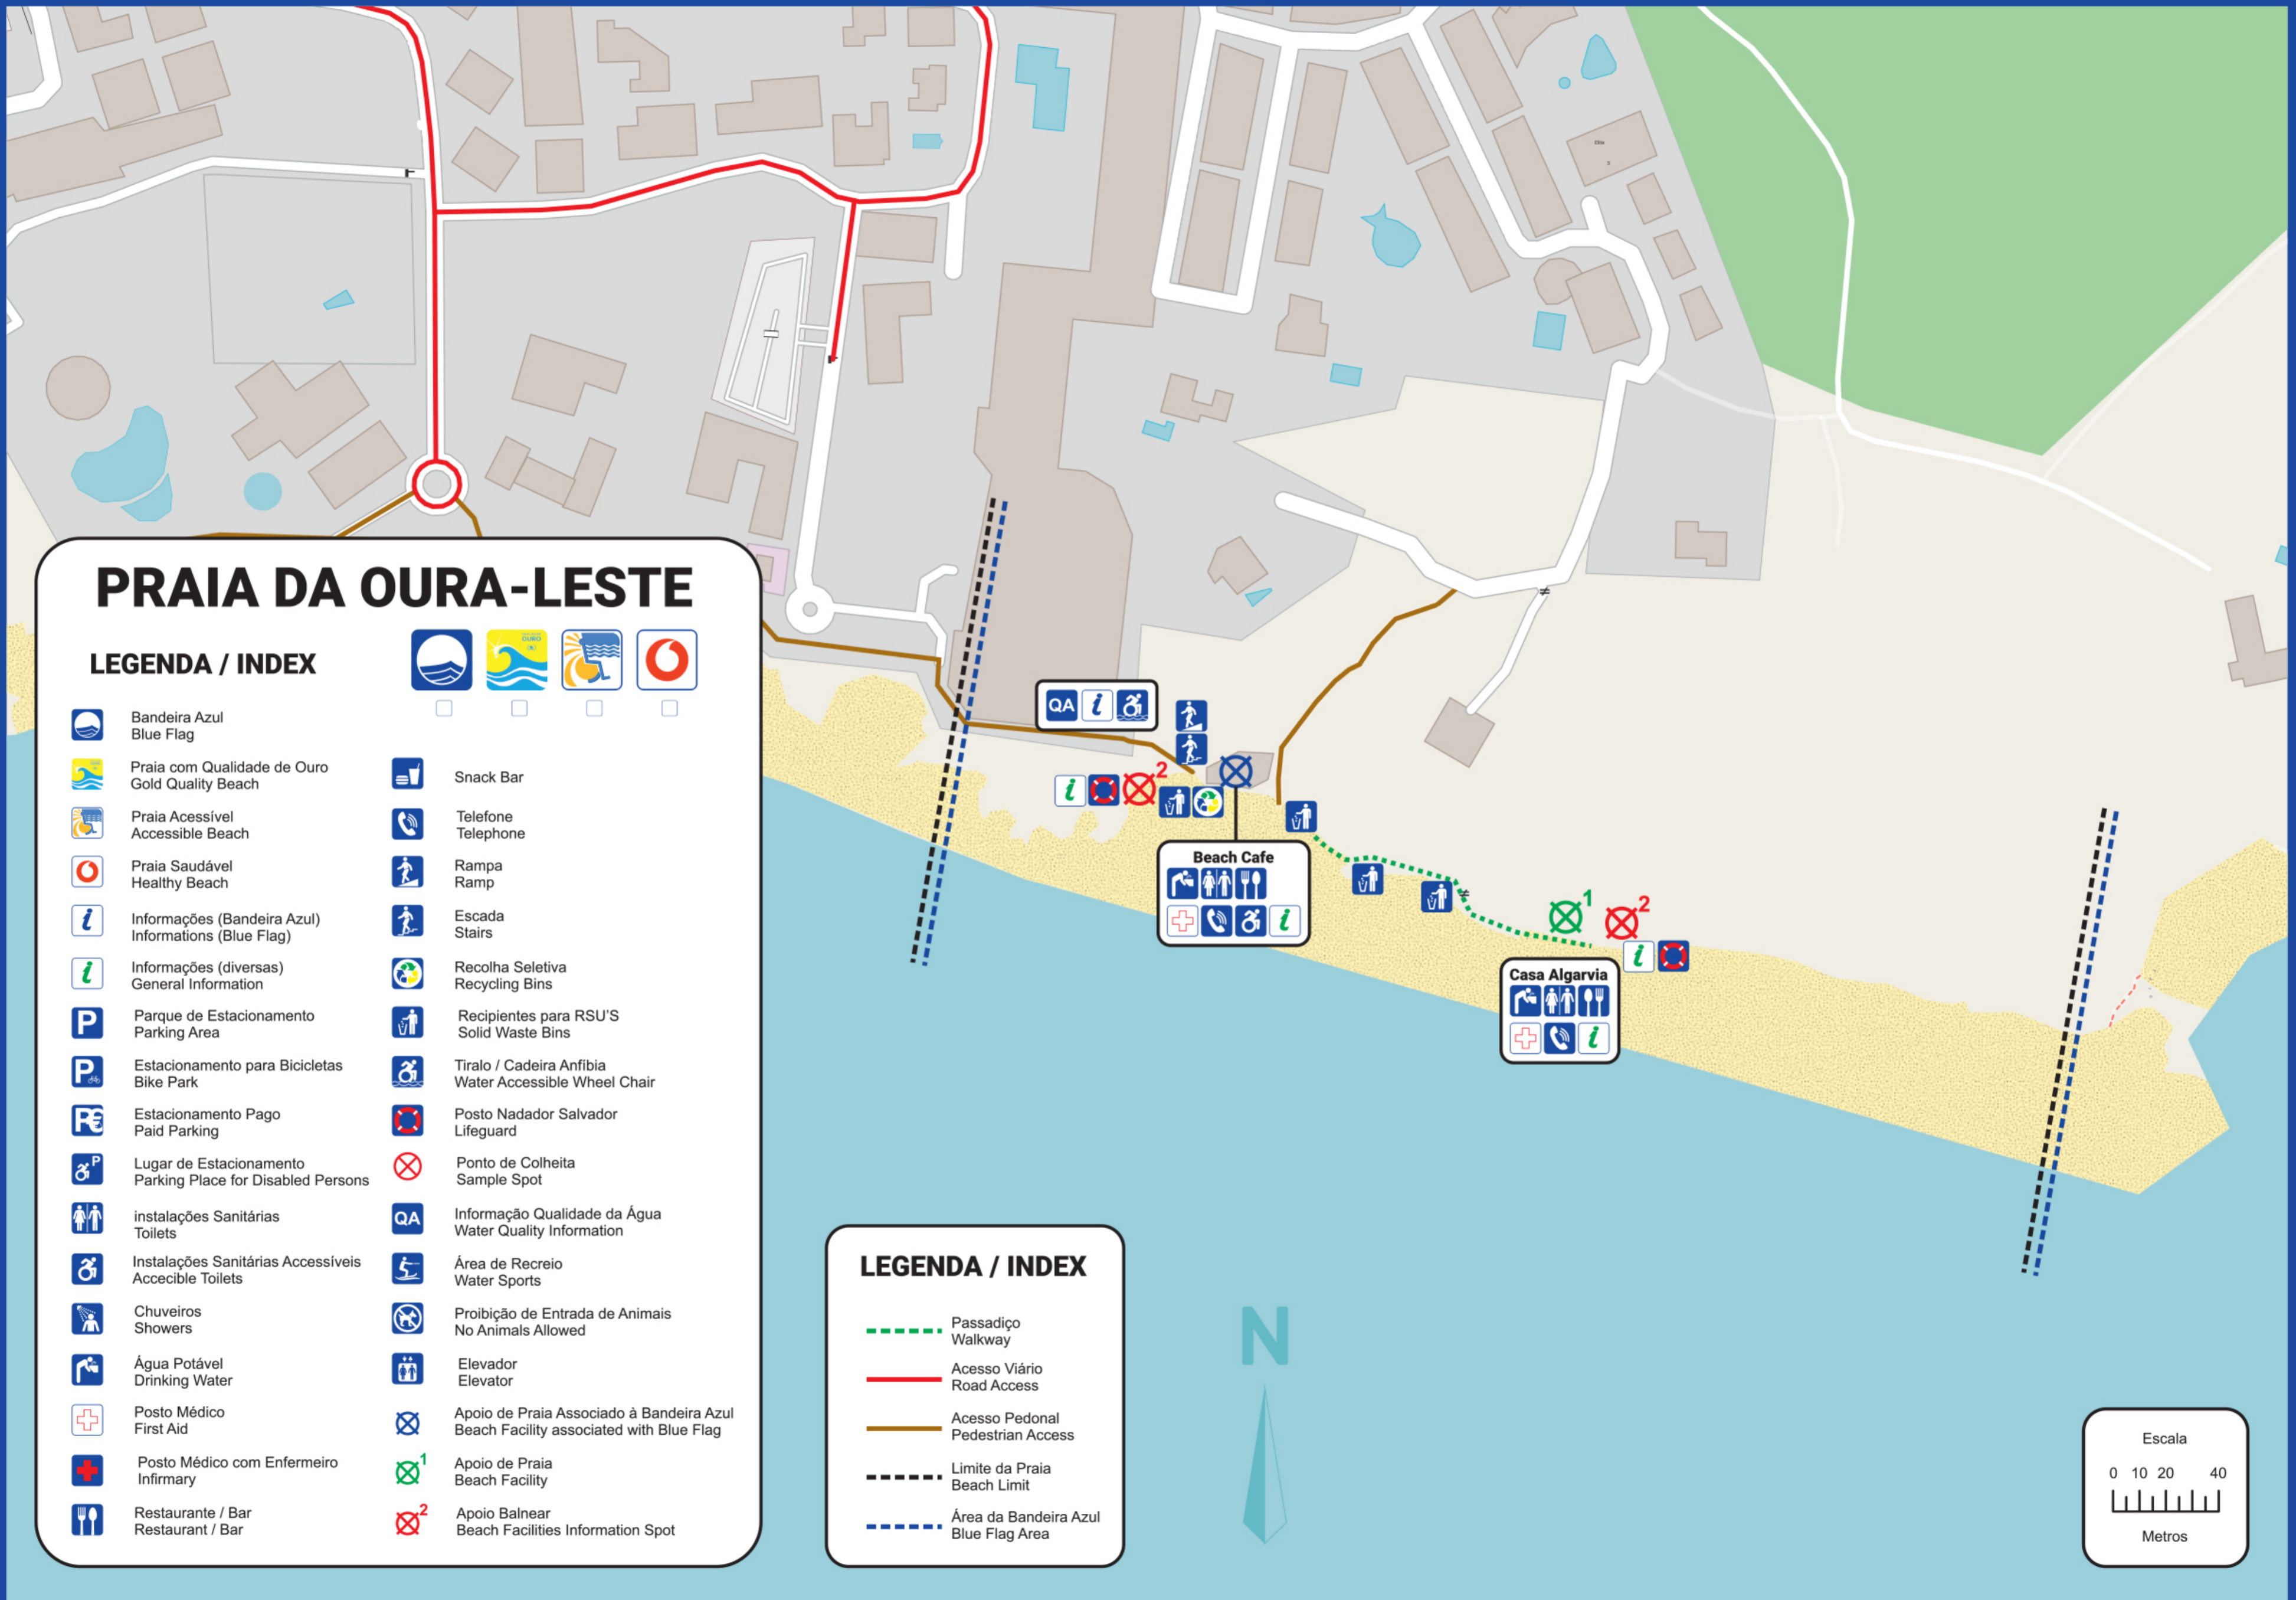 PRAIA DA OURA-LESTE
LEGENDA / INDEX
Bandeira Azul
Blue Flag
Praia com Qualidade de Ouro
Gold Quality Beach
Praia Acessível
Accessible Beach
Praia Saudável
Healthy Beach
Informações (Bandeira Azul)
Informations (Blue Flag)
Informações (diversas)
General Information
Parque de Estacionamento
Parking Area
Estacionamento para Bicicletas
Bike Park
Estacionamento Pago
Paid Parking
Lugar de Estacionamento
Parking Place for Disabled Persons
instalações Sanitárias
Toilets
Instalações Sanitárias Accessíveis
Accecible Toilets
Chuveiros
Showers
Água Potável
Drinking Water
Posto Médico
First Aid
Posto Médico com Enfermeiro
Infirmary
Restaurante / Bar
Restaurant / Bar
Snack Bar
Telefone
Telephone
Rampa
Ramp
Escada
Stairs
Recolha Seletiva
Recycling Bins
Recipientes para RSU'S
Solid Waste Bins
Tiralo / Cadeira Anfíbia
Water Accessible Wheel Chair
Posto Nadador Salvador
Lifeguard
Ponto de Colheita
Sample Spot
QA
Informação Qualidade da Água
Water Quality Information
Área de Recreio
Water Sports
Proibição de Entrada de Animais
No Animals Allowed
Elevador
Elevator
Apoio de Praia Associado à Bandeira Azul
Beach Facility associated with Blue Flag
1
Apoio de Praia
Beach Facility
2
Apoio Balnear
Beach Facilities Information Spot
i
i
P
P
P€
P
QA i
i 2
Beach Cafe
i
1 2
i
Casa Algarvia
i
LEGENDA / INDEX
Passadiço
Walkway
Acesso Viário
Road Access
Acesso Pedonal
Pedestrian Access
Limite da Praia
Beach Limit
Área da Bandeira Azul
Blue Flag Area
N
Escala
0 10 20 40
Metros